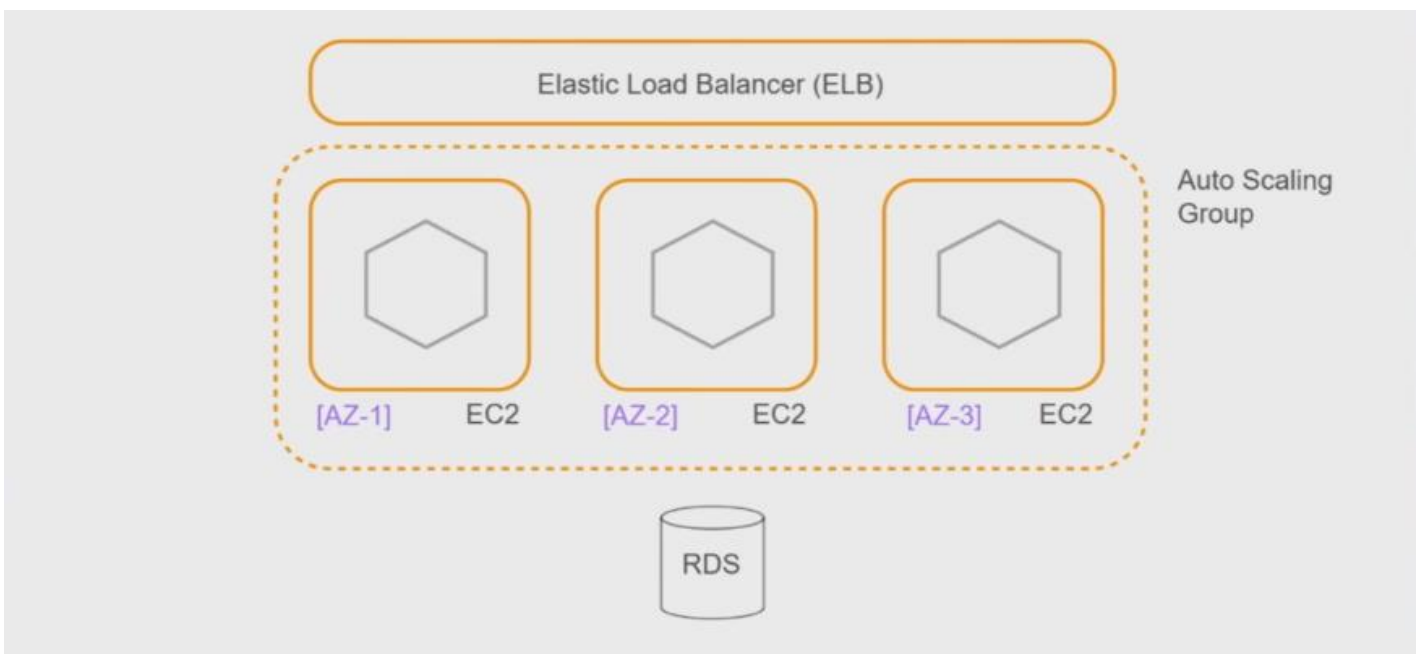 Elastic Load Balancer (ELB)
Auto Scaling
Group
[AZ-1] EC2 [AZ-2] EC2 [AZ-3] EC2
RDS